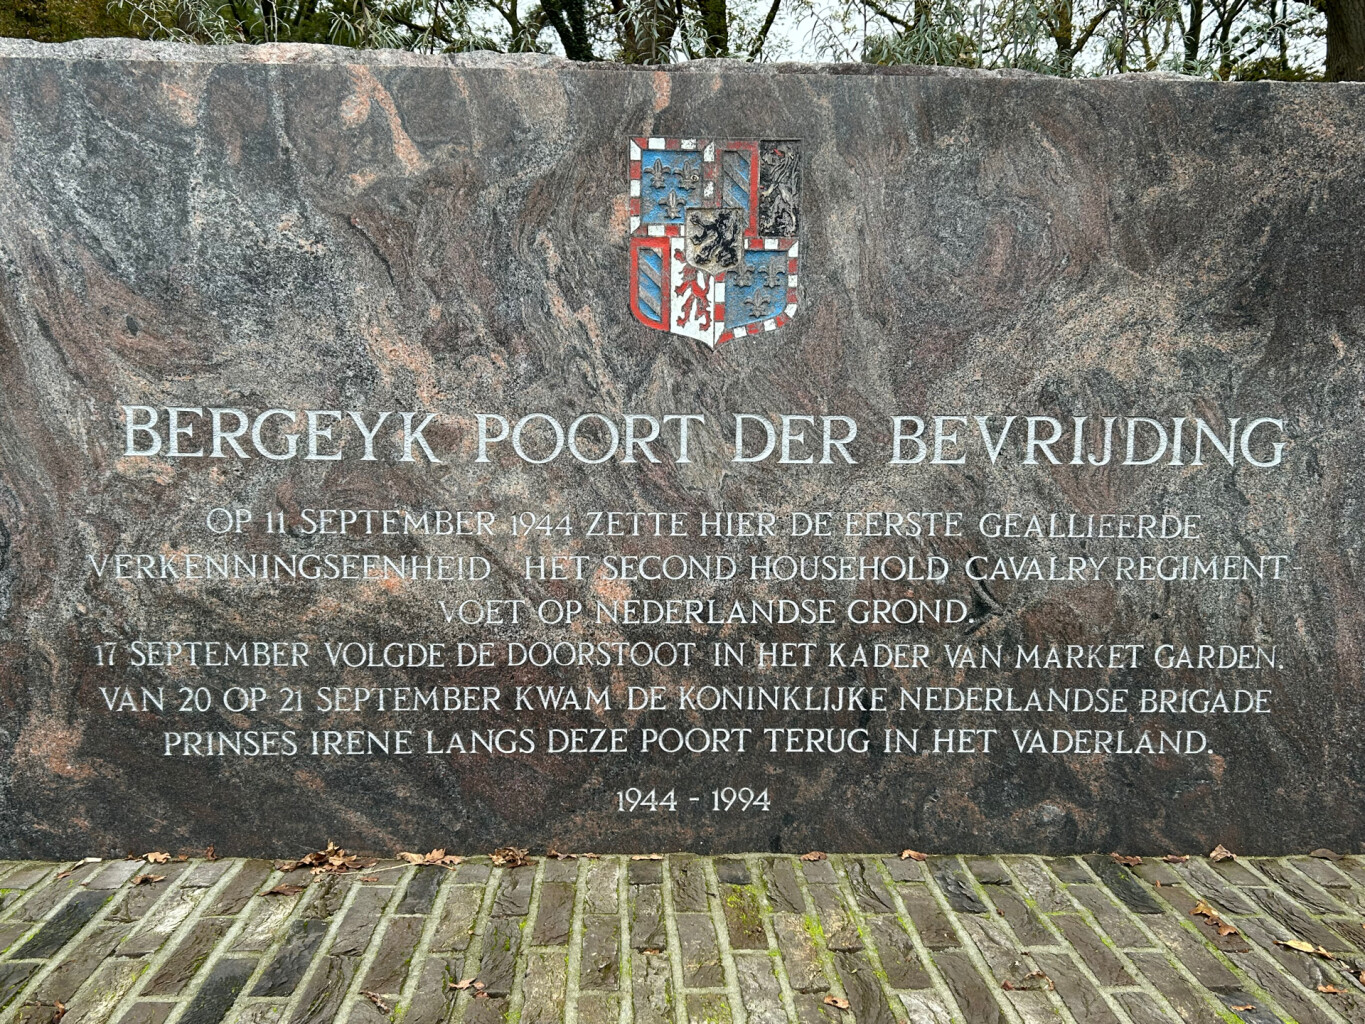 BERGEYK POORT DER BEVRIJDING
OP 11 SEPTEMBER 1944 ZETTE HIER DE EERSTE GEALLIEERDE
VERKENNINGSEENHEID - HET SECOND HOUSEHOLD CAVALRY REGIMENT -
VOET OP NEDERLANDSE GROND.
17 SEPTEMBER VOLGDE DE DOORSTOOT IN HET KADER VAN MARKET GARDEN.
VAN 20 OP 21 SEPTEMBER KWAM DE KONINKLIJKE NEDERLANDSE BRIGADE
PRINSES IRENE LANGS DEZE POORT TERUG IN HET VADERLAND.
1944 - 1994